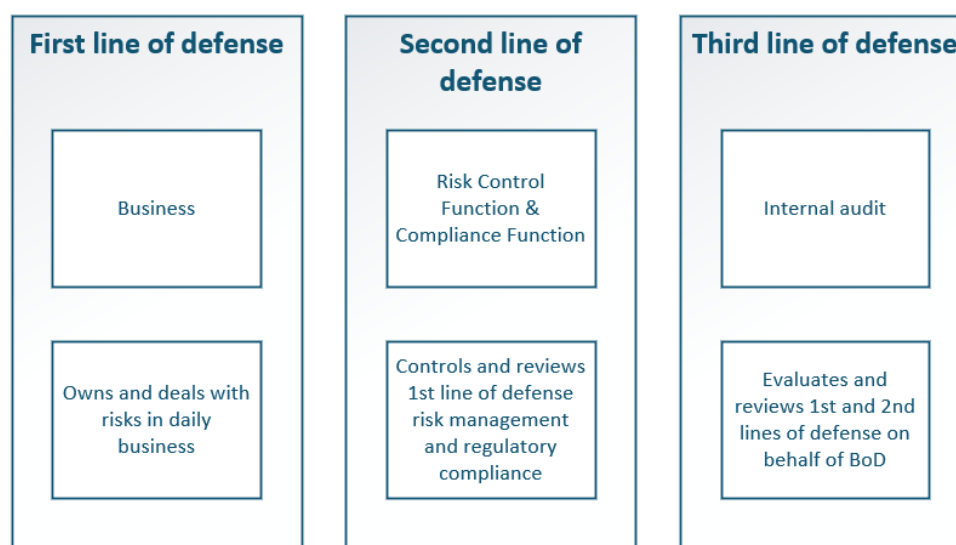 First line of defense
Business
Owns and deals with
risks in daily
business
Second line of
defense
Risk Control
Function &
Compliance Function
Controls and reviews
1st line of defense
risk management
and regulatory
compliance
Third line of defense
Internal audit
Evaluates and
reviews 1st and 2nd
lines of defense on
behalf of BoD